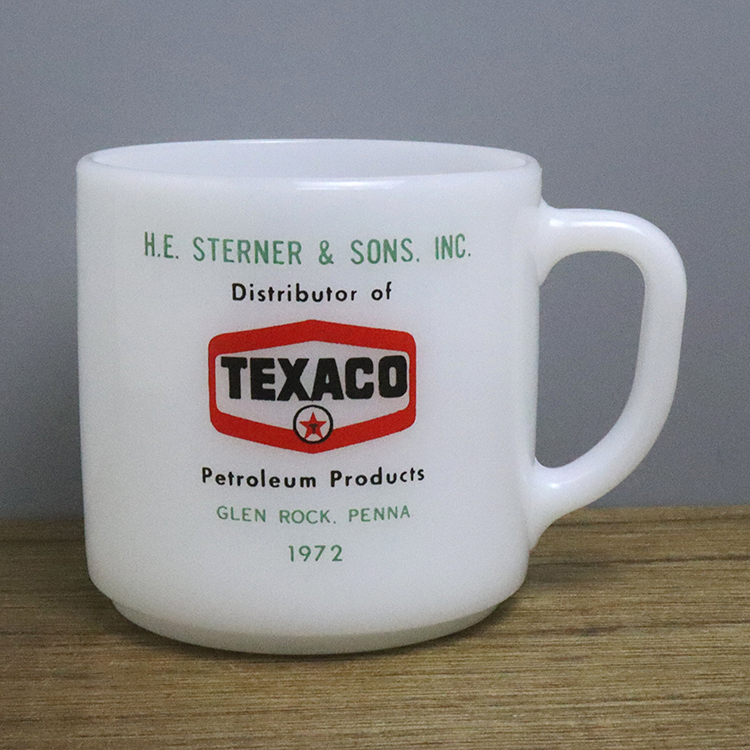 H.E. STERNER & SONS. INC.
Distributor of
TEXACO
T
Petroleum Products
GLEN ROCK, PENNA
1972